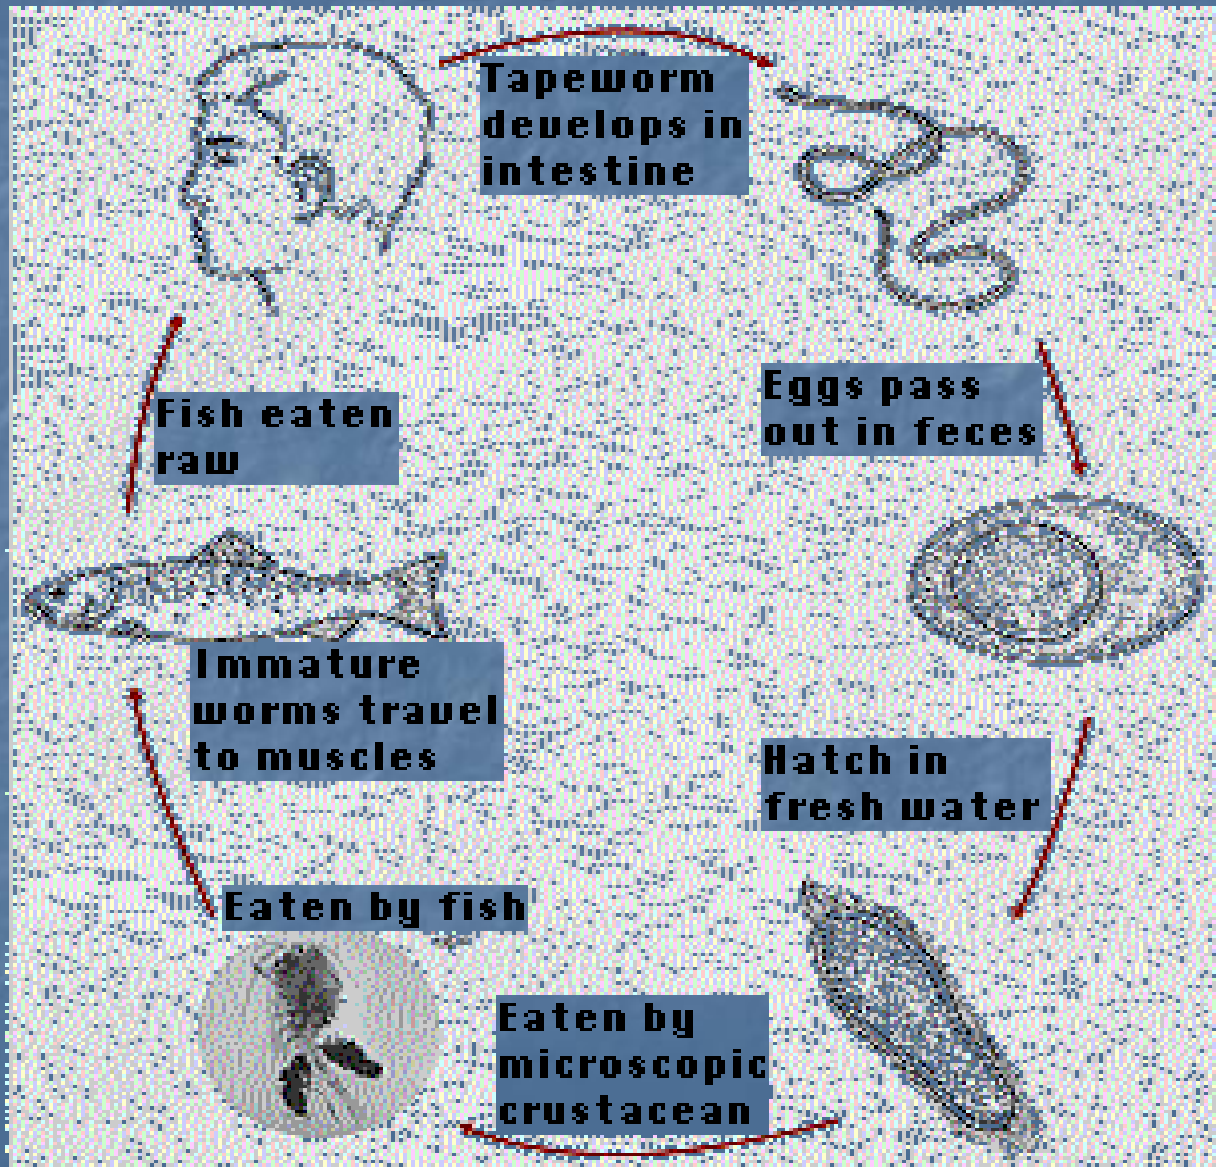 Tapeworm
develops in
intestine
Eggs pass
out in feces
Fish eaten
raw
Immature
worms travel
to muscles
Hatch in
fresh water
Eaten by fish
Eaten by
microscopic
crustacean